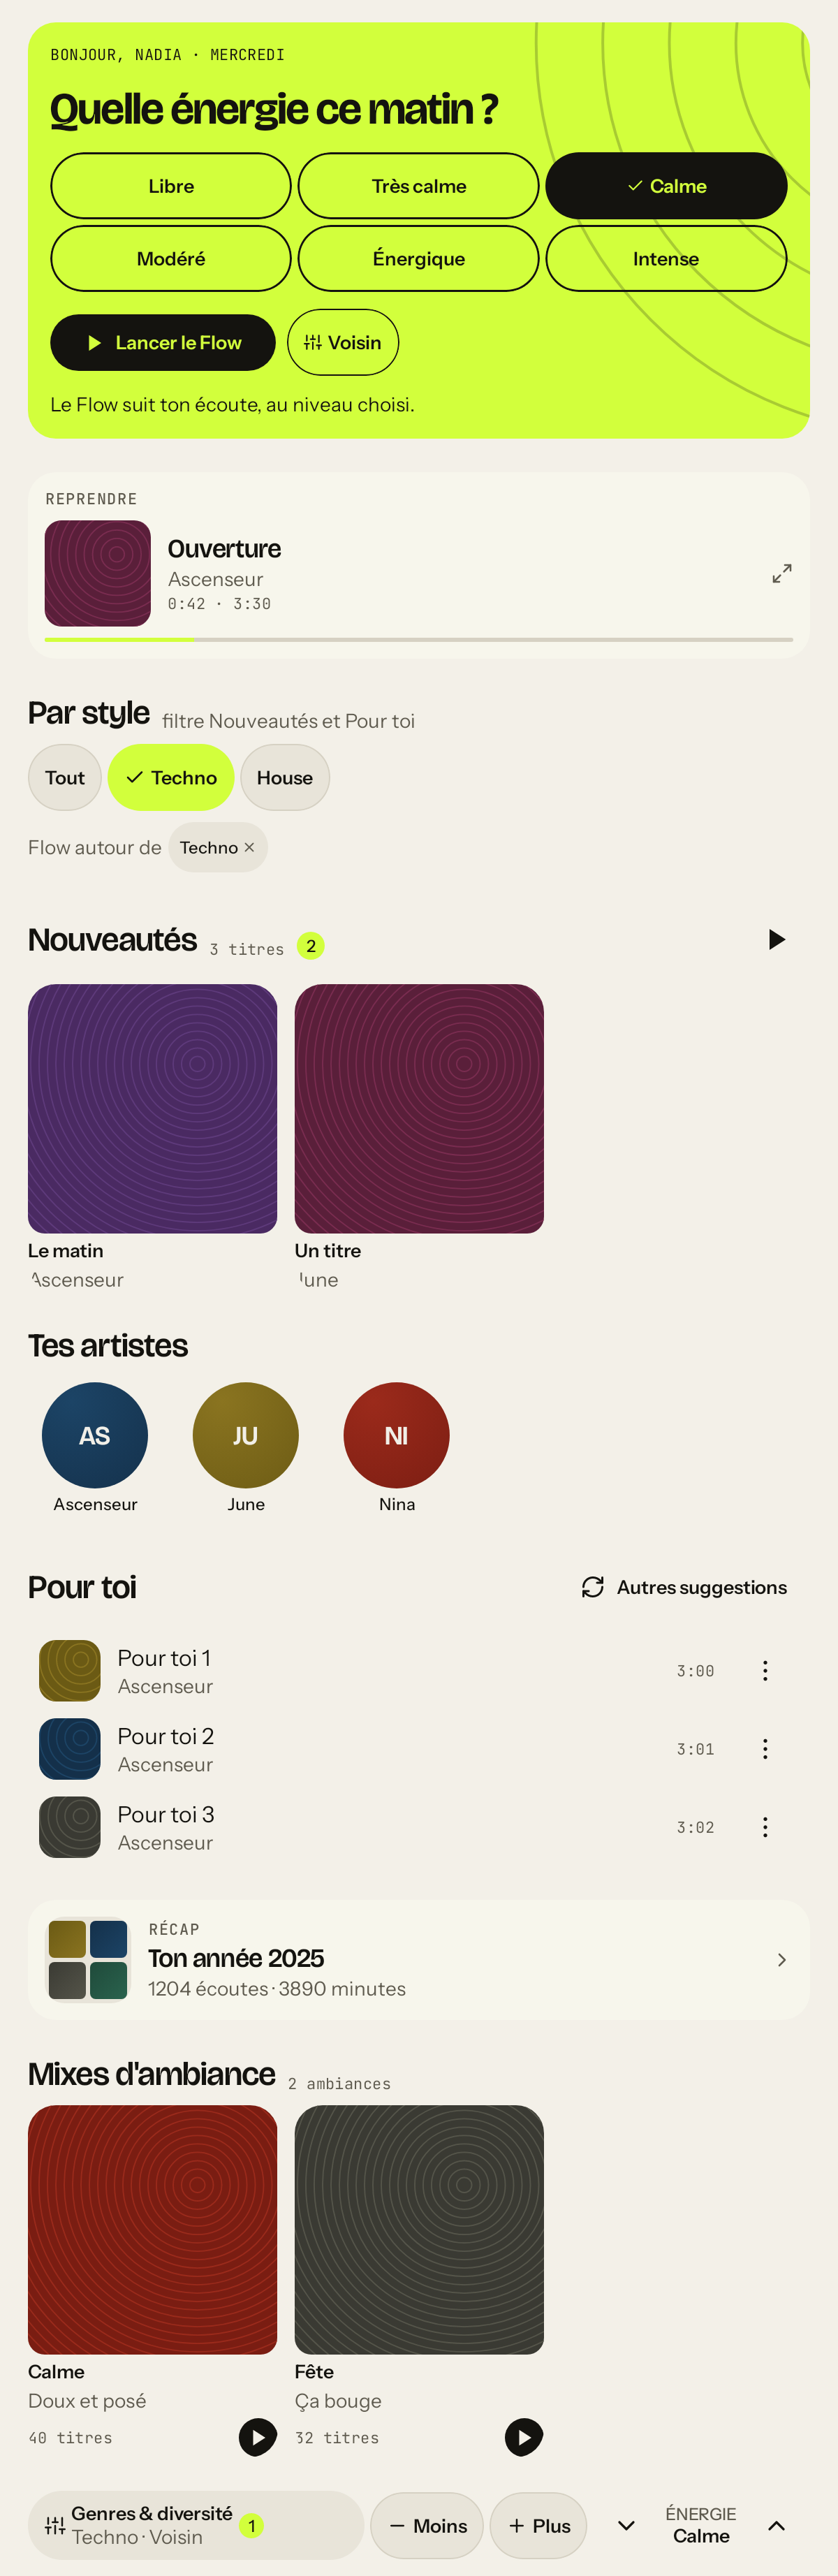 BONJOUR, NADIA · MERCREDI
Quelle énergie ce matin ?
Libre
Très calme
Calme
Modéré
Énergique
Intense
Lancer le Flow
Voisin
Le Flow suit ton écoute, au niveau choisi.
REPRENDRE
Ouverture
Ascenseur
0:42 · 3:30
Par style filtre Nouveautés et Pour toi
Tout
Techno
House
Flow autour de Techno ×
Nouveautés 3 titres 2
Le matin
Ascenseur
Un titre
June
Tes artistes
AS
Ascenseur
JU
June
NI
Nina
Pour toi
Autres suggestions
Pour toi 1
Ascenseur
3:00
Pour toi 2
Ascenseur
3:01
Pour toi 3
Ascenseur
3:02
RÉCAP
Ton année 2025
1204 écoutes · 3890 minutes
Mixes d'ambiance 2 ambiances
Calme
Doux et posé
40 titres
Fête
Ça bouge
32 titres
Genres & diversité
Techno · Voisin
1
− Moins
+ Plus
ÉNERGIE
Calme